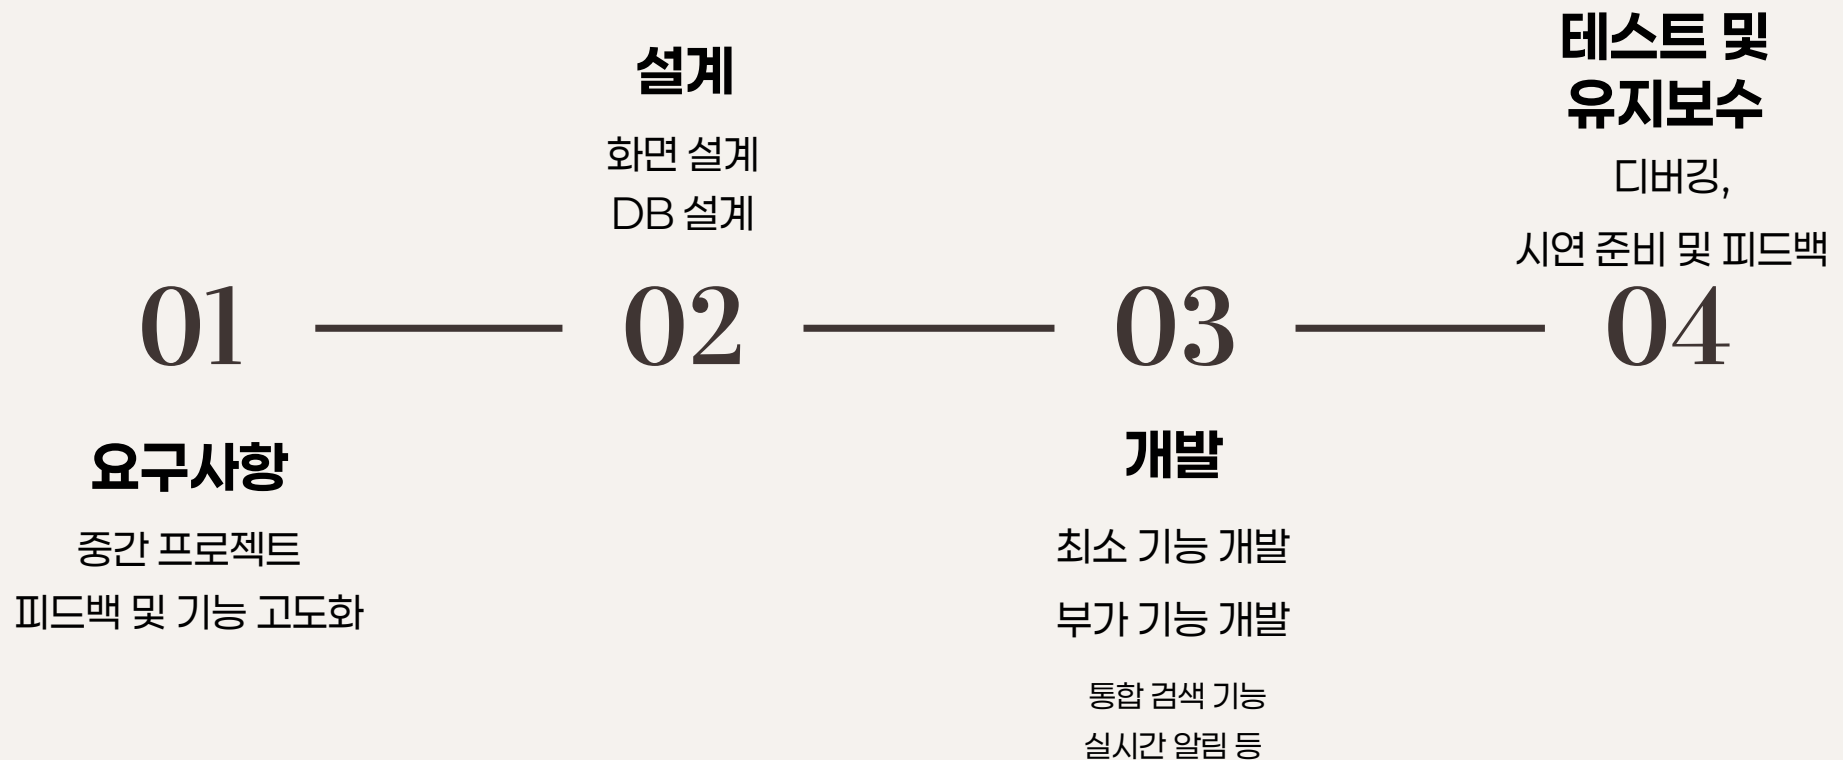 01
요구사항
중간 프로젝트
피드백 및 기능 고도화
설계
화면 설계
DB 설계
02
03
개발
최소 기능 개발
부가 기능 개발
통합 검색 기능
실시간 알림 등
테스트 및
유지보수
디버깅,
시연 준비 및 피드백
04